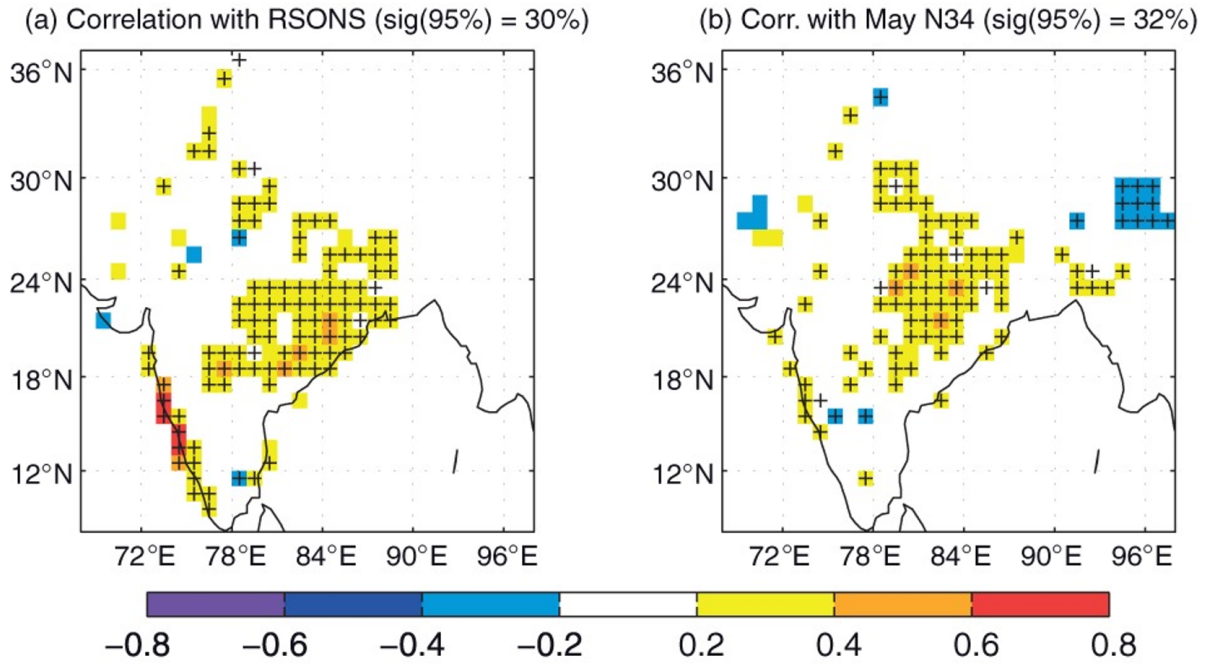 (a) Correlation with RSONS (sig(95%) = 30%)
(b) Corr. with May N34 (sig(95%) = 32%)
36°N
30°N
24°N
18°N
12°N
36°N
30°N
24°N
18°N
12°N
72°E 78°E 84°E 90°E 96°E
72°E 78°E 84°E 90°E 96°E
−0.8 −0.6 −0.4 −0.2 0.2 0.4 0.6 0.8